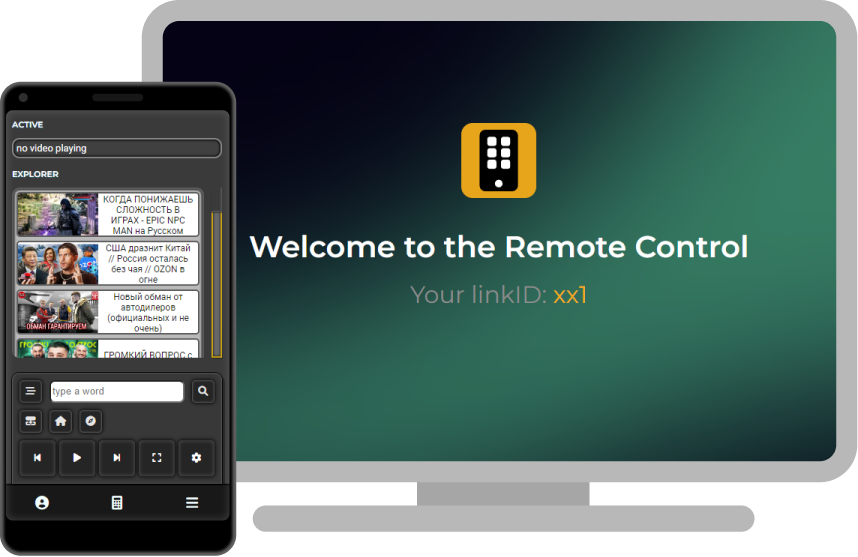 ACTIVE
no video playing
EXPLORER
КОГДА ПОНИЖАЕШЬ
СЛОЖНОСТЬ В
ИГРАХ - EPIC NPC
MAN на Русском
США дразнит Китай
// Россия осталась
без чая // OZON в
огне
ОБМАН ГАРАНТИРУЕМ
Новый обман от
автодилеров
(официальных и не
очень)
ГРОМКИЙ ВОПРОС с
type a word
Welcome to the Remote Control
Your linkID: xx1